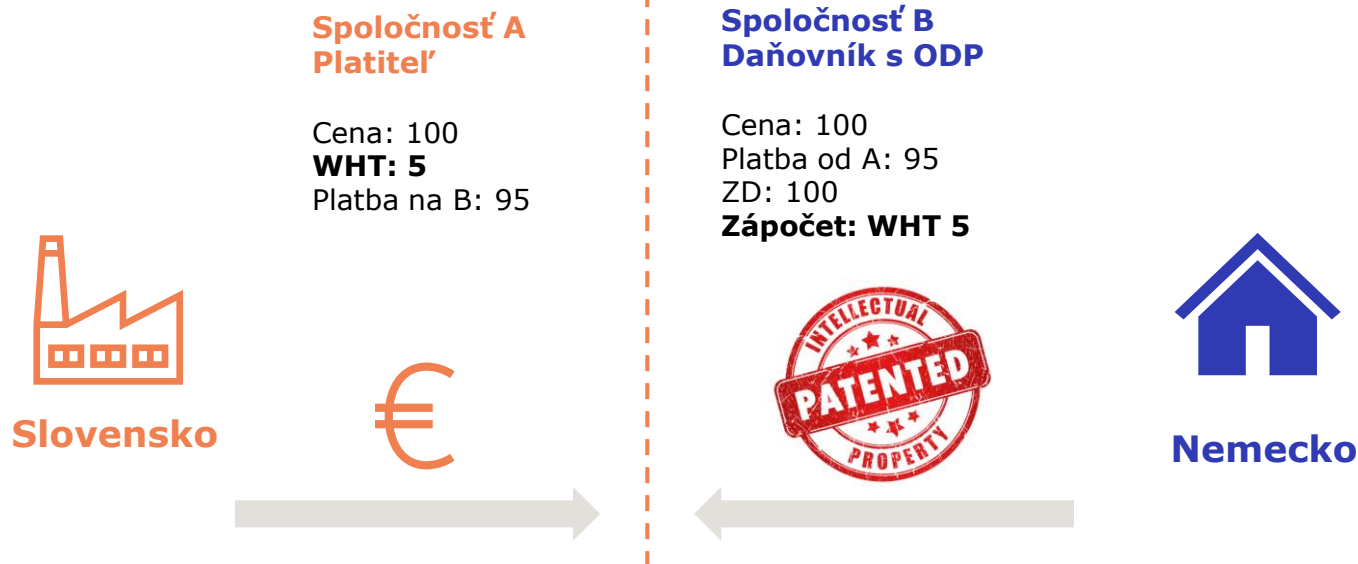 Spoločnosť A
Platiteľ
Cena: 100
WHT: 5
Platba na B: 95
Spoločnosť B
Daňovník s ODP
Cena: 100
Platba od A: 95
ZD: 100
Zápočet: WHT 5
Slovensko
€
INTELLECTUAL
PATENTED
PROPERTY
Nemecko